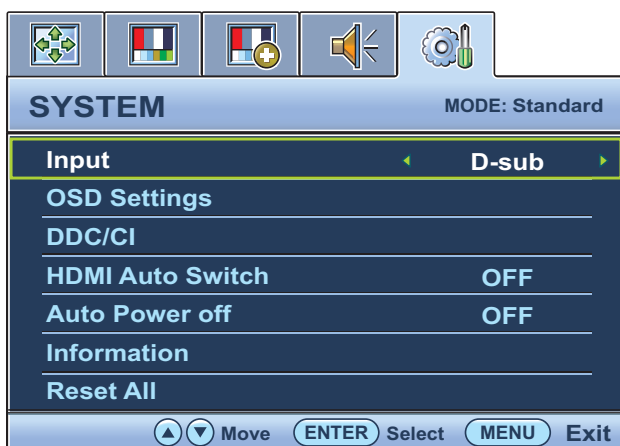 SYSTEM MODE: Standard
Input D-sub
OSD Settings
DDC/CI
HDMI Auto Switch OFF
Auto Power off OFF
Information
Reset All
Move ENTER Select MENU Exit